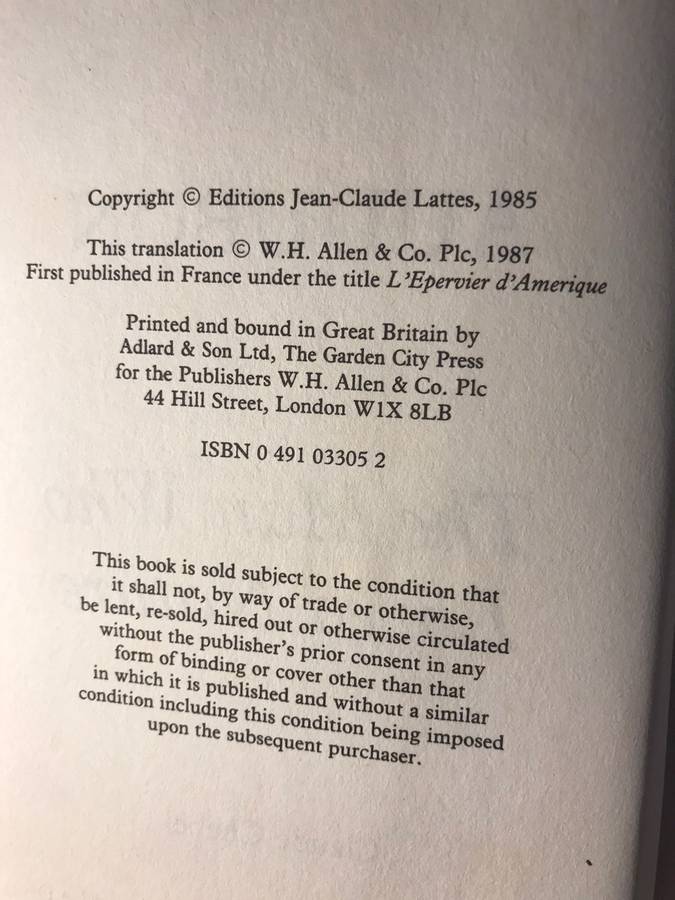 Copyright © Editions Jean-Claude Lattes, 1985
This translation © W.H. Allen & Co. Plc, 1987
First published in France under the title L'Epervier d'Amerique
Printed and bound in Great Britain by
Adlard & Son Ltd, The Garden City Press
for the Publishers W.H. Allen & Co. Plc
44 Hill Street, London W1X 8LB
ISBN 0 491 03305 2
This book is sold subject to the condition that
it shall not, by way of trade or otherwise,
be lent, re-sold, hired out or otherwise circulated
without the publisher's prior consent in any
form of binding or cover other than that
in which it is published and without a similar
condition including this condition being imposed
upon the subsequent purchaser.